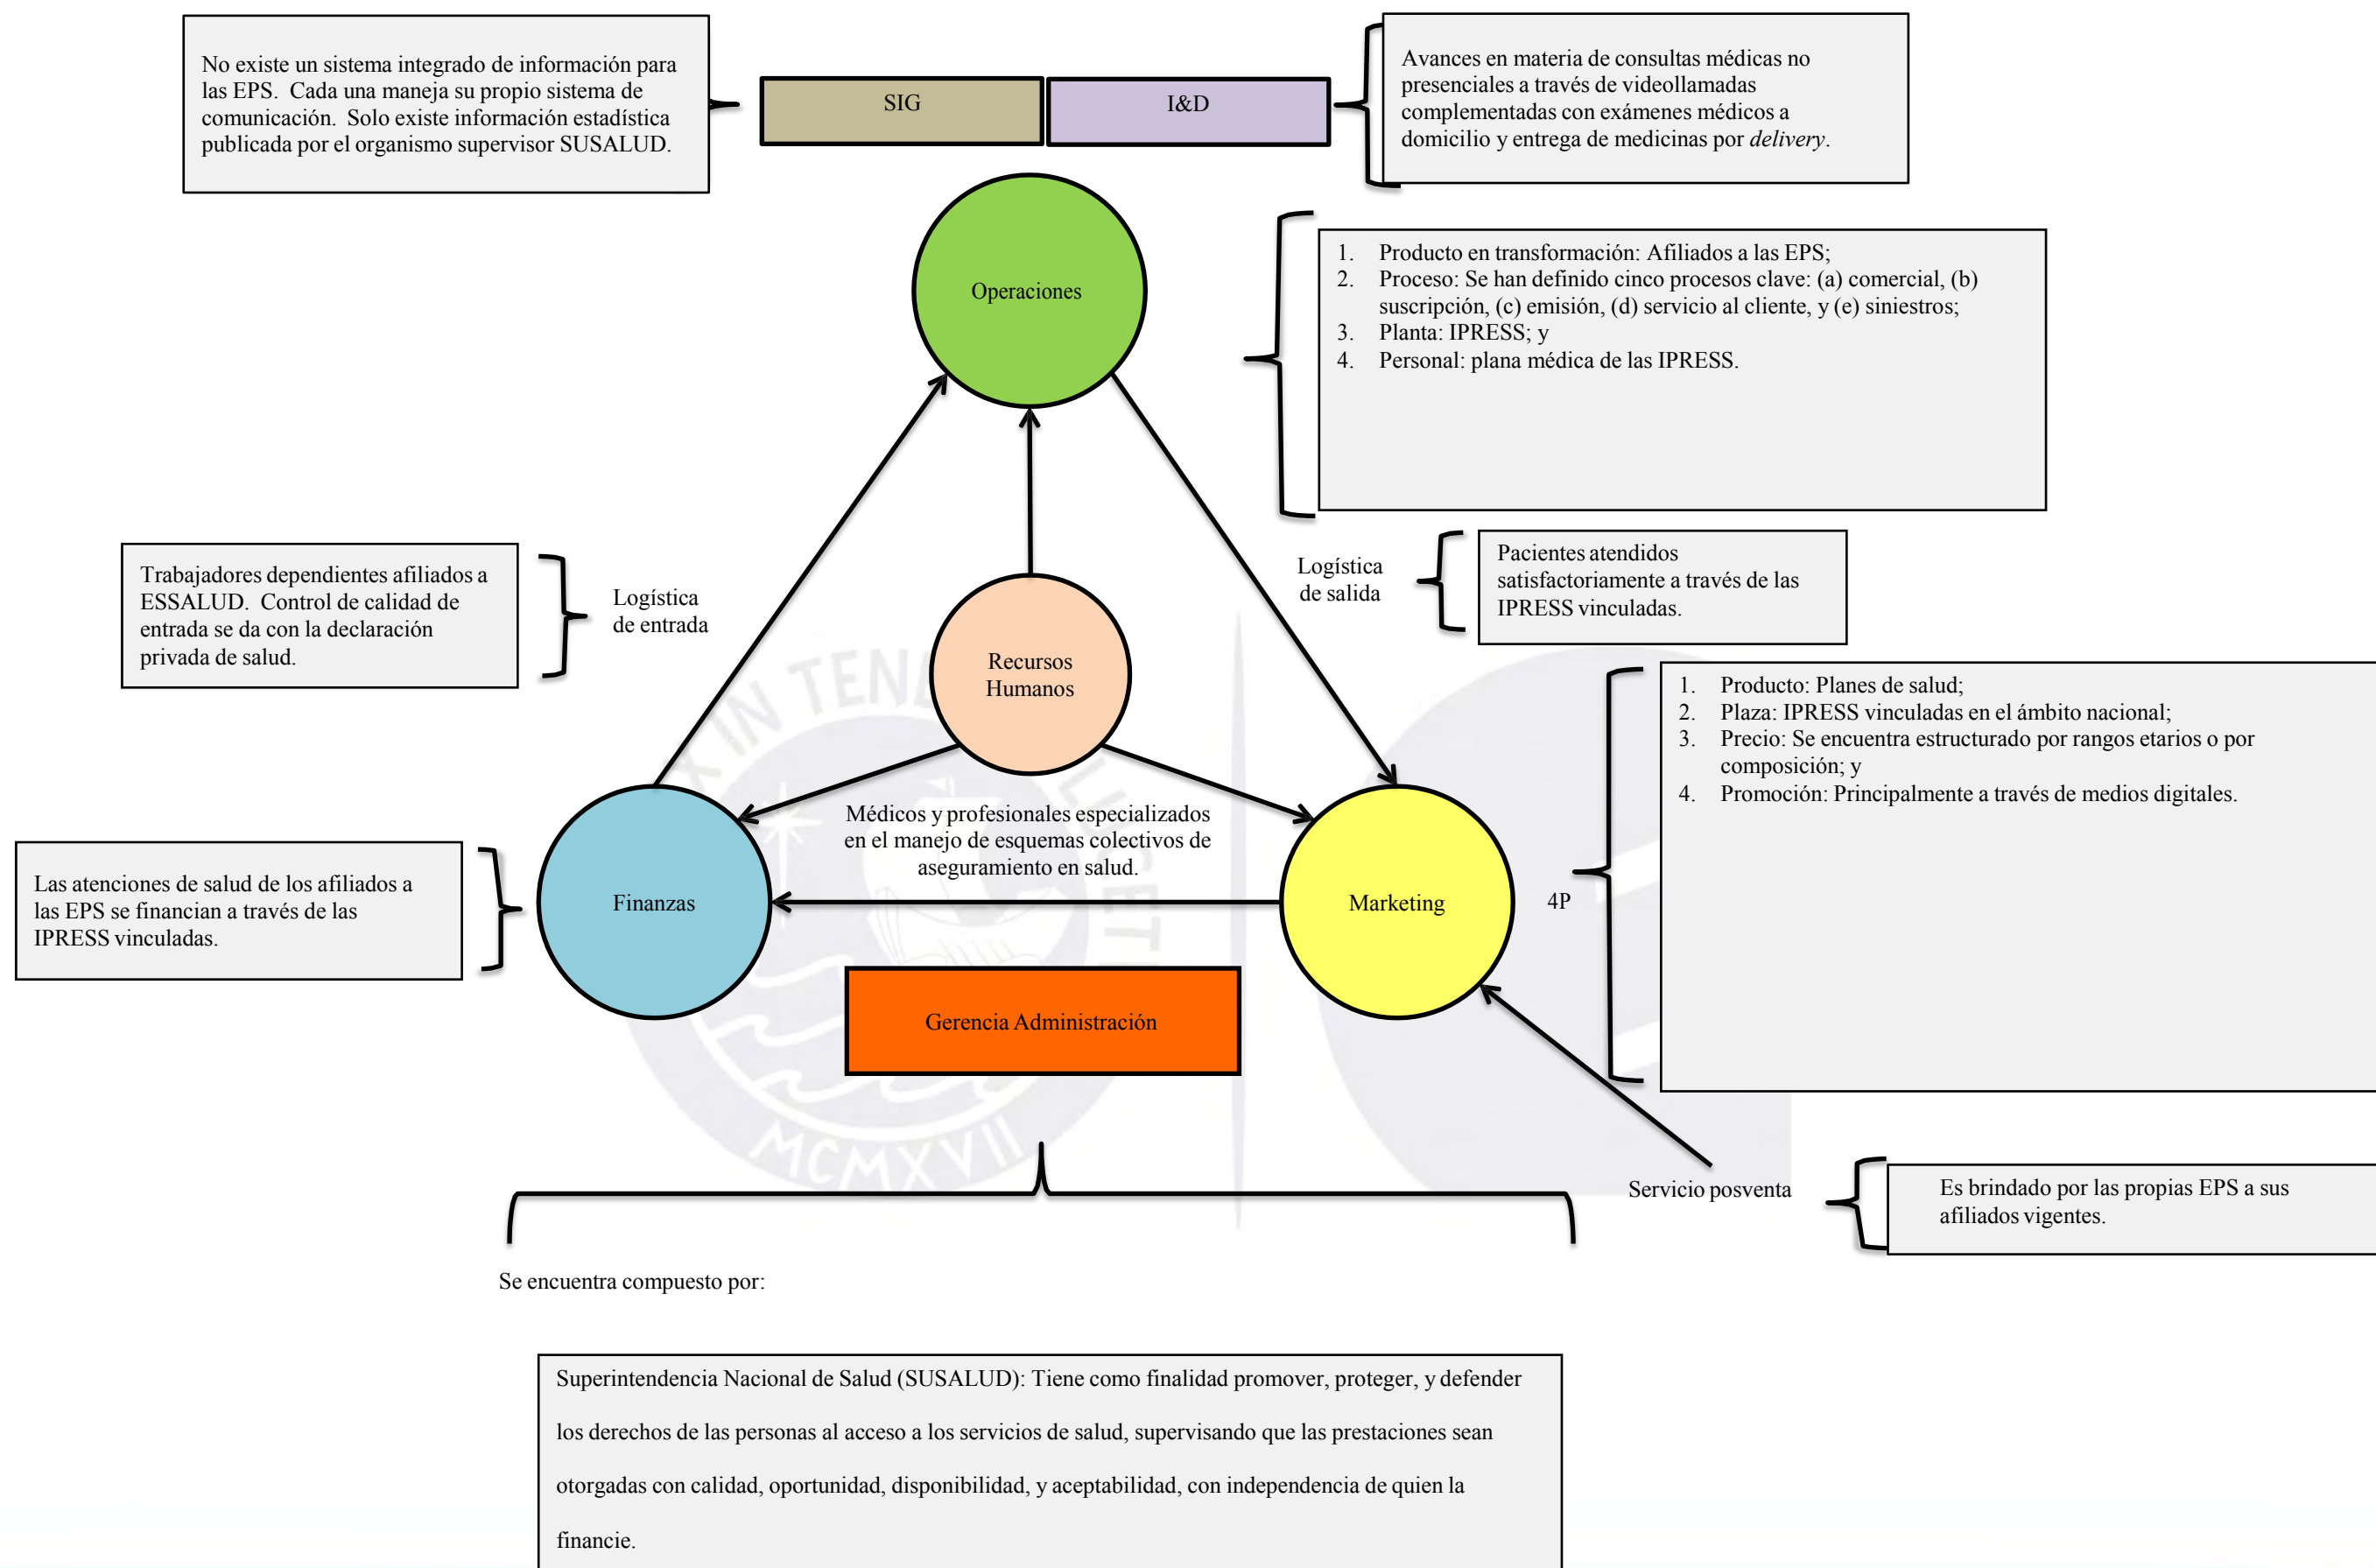 No existe un sistema integrado de información para
las EPS. Cada una maneja su propio sistema de
comunicación. Solo existe información estadística
publicada por el organismo supervisor SUSALUD.
SIG
I&D
Avances en materia de consultas médicas no
presenciales a través de videollamadas
complementadas con exámenes médicos a
domicilio y entrega de medicinas por delivery.
Operaciones
1. Producto en transformación: Afiliados a las EPS;
2. Proceso: Se han definido cinco procesos clave: (a) comercial, (b)
suscripción, (c) emisión, (d) servicio al cliente, y (e) siniestros;
3. Planta: IPRESS; y
4. Personal: plana médica de las IPRESS.
Trabajadores dependientes afiliados a
ESSALUD. Control de calidad de
entrada se da con la declaración
privada de salud.
Logística
de entrada
Logística
de salida
Pacientes atendidos
satisfactoriamente a través de las
IPRESS vinculadas.
Recursos
Humanos
1. Producto: Planes de salud;
2. Plaza: IPRESS vinculadas en el ámbito nacional;
3. Precio: Se encuentra estructurado por rangos etarios o por
composición; y
4. Promoción: Principalmente a través de medios digitales.
Médicos y profesionales especializados
en el manejo de esquemas colectivos de
aseguramiento en salud.
Las atenciones de salud de los afiliados a
las EPS se financian a través de las
IPRESS vinculadas.
Finanzas
Marketing
4P
Gerencia Administración
MCMXVII
Servicio posventa
Es brindado por las propias EPS a sus
afiliados vigentes.
Se encuentra compuesto por:
Superintendencia Nacional de Salud (SUSALUD): Tiene como finalidad promover, proteger, y defender
los derechos de las personas al acceso a los servicios de salud, supervisando que las prestaciones sean
otorgadas con calidad, oportunidad, disponibilidad, y aceptabilidad, con independencia de quien la
financie.